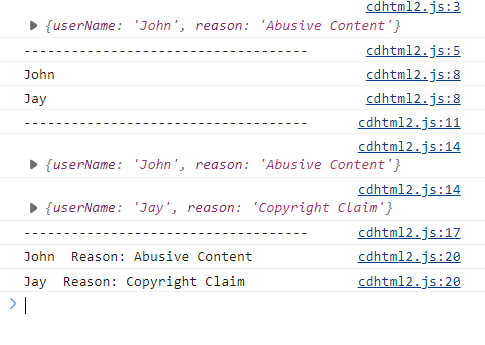 cdhtml2.js:3
{userName: 'John', reason: 'Abusive Content'}
------------------------------------ cdhtml2.js:5
John cdhtml2.js:8
Jay cdhtml2.js:8
------------------------------------ cdhtml2.js:11
cdhtml2.js:14
{userName: 'John', reason: 'Abusive Content'}
cdhtml2.js:14
{userName: 'Jay', reason: 'Copyright Claim'}
------------------------------------ cdhtml2.js:17
John  Reason: Abusive Content cdhtml2.js:20
Jay  Reason: Copyright Claim cdhtml2.js:20